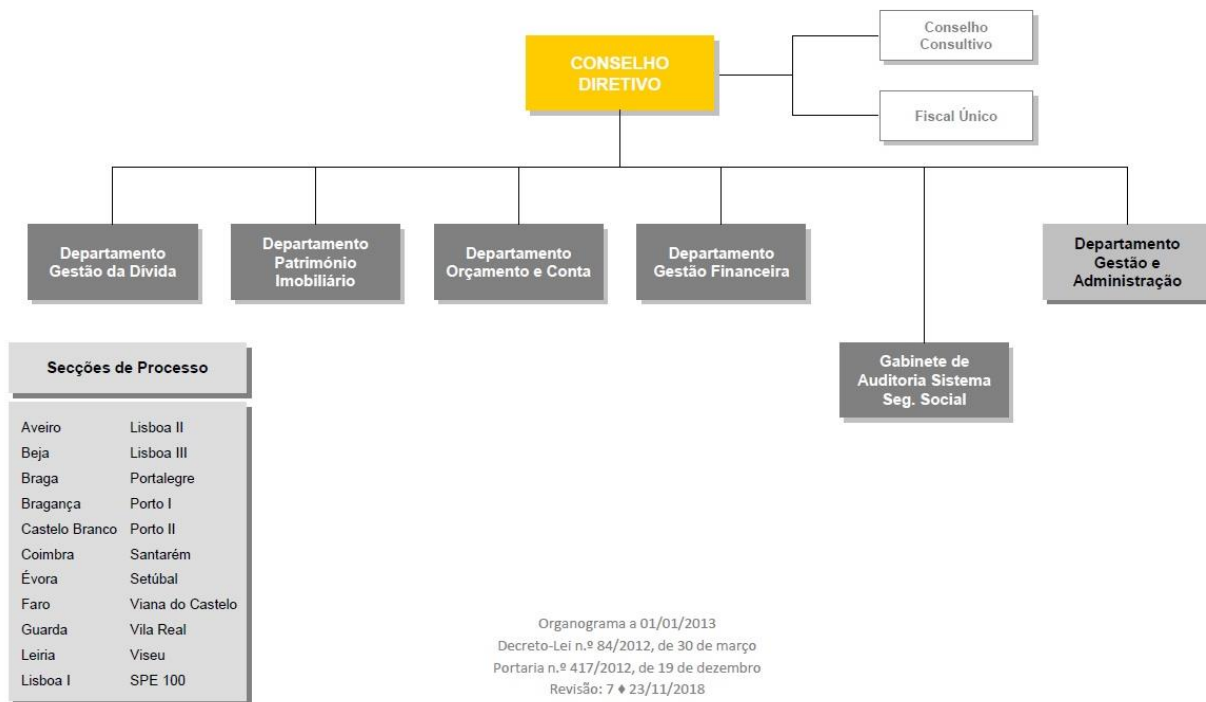 CONSELHO
DIRETIVO
Conselho
Consultivo
Fiscal Único
Departamento
Gestão da Dívida
Departamento
Património
Imobiliário
Departamento
Orçamento e Conta
Departamento
Gestão Financeira
Departamento
Gestão e
Administração
Gabinete de
Auditoria Sistema
Seg. Social
Secções de Processo
Aveiro Lisboa II
Beja Lisboa III
Braga Portalegre
Bragança Porto I
Castelo Branco Porto II
Coimbra Santarém
Évora Setúbal
Faro Viana do Castelo
Guarda Vila Real
Leiria Viseu
Lisboa I SPE 100
Organograma a 01/01/2013
Decreto-Lei n.º 84/2012, de 30 de março
Portaria n.º 417/2012, de 19 de dezembro
Revisão: 7 ♦ 23/11/2018